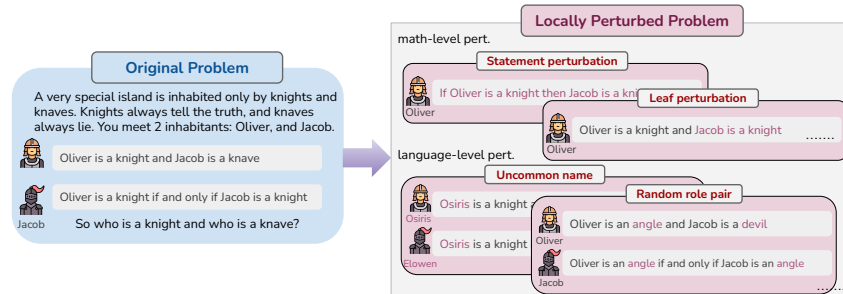 Original Problem
A very special island is inhabited only by knights and
knaves. Knights always tell the truth, and knaves
always lie. You meet 2 inhabitants: Oliver, and Jacob.
Oliver is a knight and Jacob is a knave
Oliver is a knight if and only if Jacob is a knight
Jacob
So who is a knight and who is a knave?
Locally Perturbed Problem
math-level pert.
Statement perturbation
If Oliver is a knight then Jacob is a
Oliver
Leaf perturbation
Oliver is a knight and Jacob is a knight
Oliver
.......
language-level pert.
Uncommon name
Osiris is a knight
Osiris
Osiris is a knight
Elowen
Random role pair
Oliver is an angle and Jacob is a devil
Oliver
Oliver is an angle if and only if Jacob is an angle
Jacob
.......